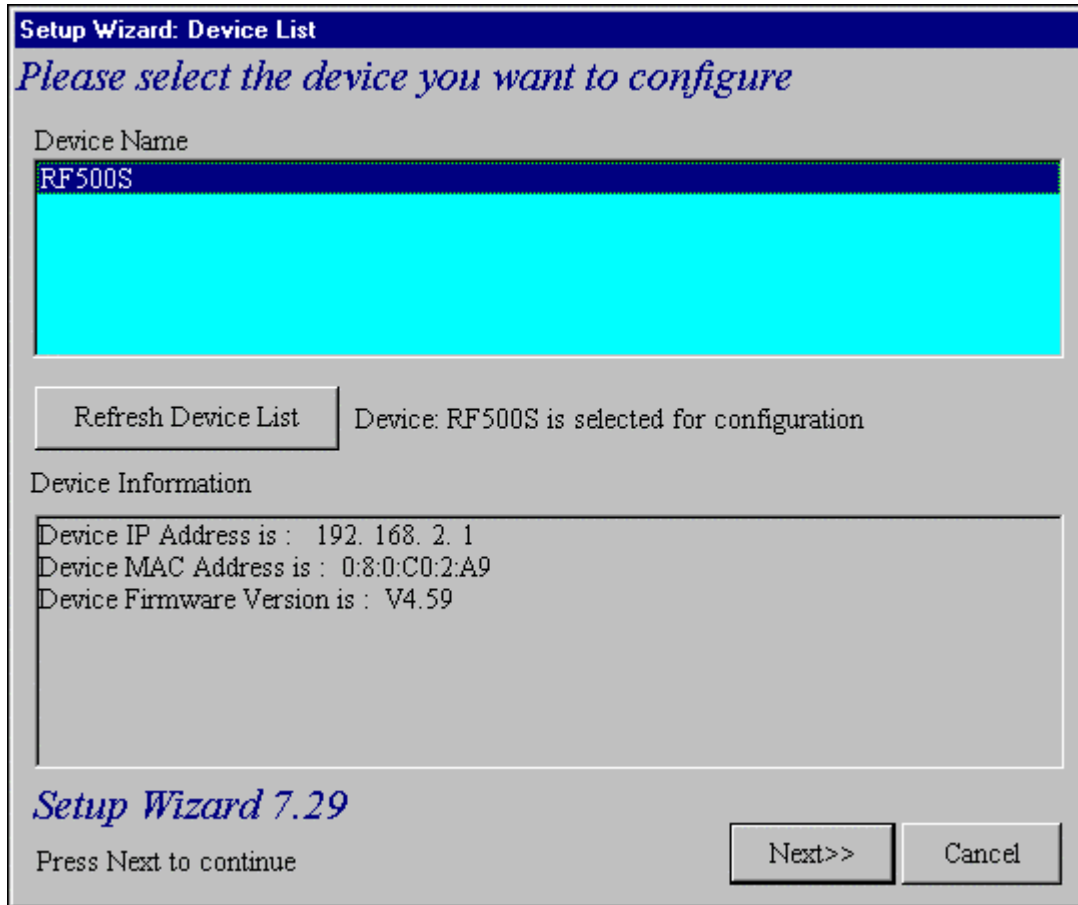 Setup Wizard: Device List
Please select the device you want to configure
Device Name
RF500S
Refresh Device List
Device: RF500S is selected for configuration
Device Information
Device IP Address is :   192. 168. 2. 1
Device MAC Address is :  0:8:0:C0:2:A9
Device Firmware Version is :  V4.59
Setup Wizard 7.29
Press Next to continue
Next>>
Cancel